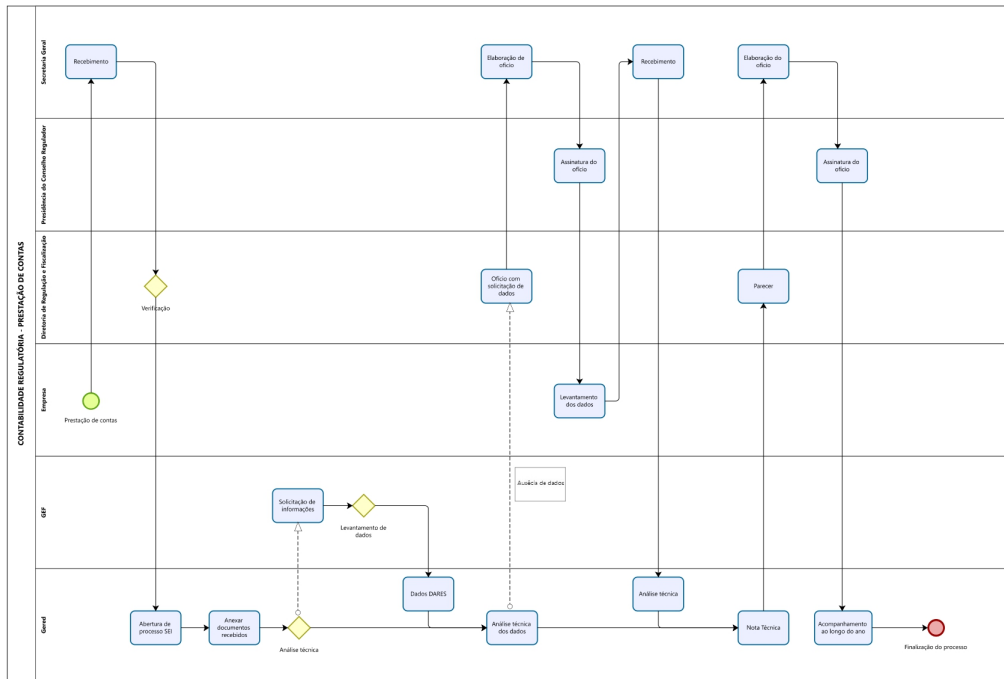 CONTABILIDADE REGULATÓRIA - PRESTAÇÃO DE CONTAS
Secretaria Geral
Recebimento
Elaboração de
ofício
Recebimento
Elaboração do
ofício
Presidência do Conselho Regulador
Assinatura do
ofício
Assinatura do
ofício
Diretoria de Regulação e Fiscalização
Verificação
Ofício com
solicitação de
dados
Parecer
Empresa
Prestação de contas
Levantamento
dos dados
GEF
Solicitação de
informações
Levantamento de
dados
Ausêcia de dados
Gered
Abertura de
processo SEI
Anexar
documentos
recebidos
Análise técnica
Dados DARES
Análise técnica
dos dados
Análise técnica
Nota Técnica
Acompanhamento
ao longo do ano
Finalização do processo